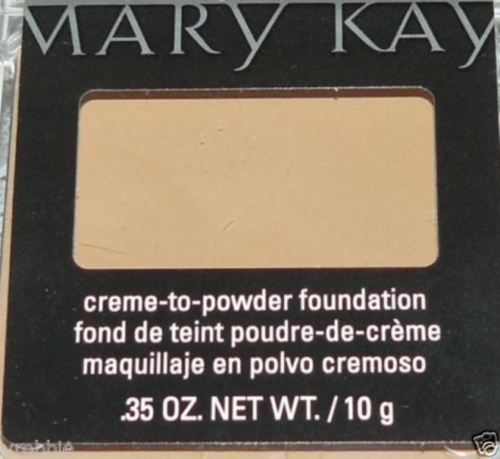 MARY KAY
creme-to-powder foundation
fond de teint poudre-de-crème
maquillaje en polvo cremoso
.35 OZ. NET WT. / 10 g